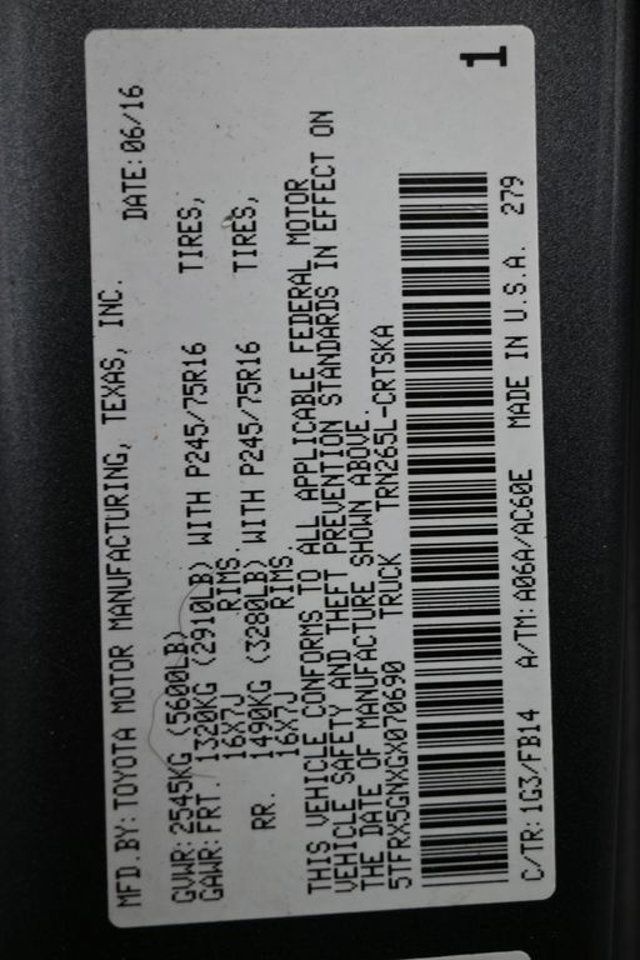 MFD.BY: TOYOTA MOTOR MANUFACTURING, TEXAS, INC. DATE: 06/16
GVWR: 2545KG (5600LB)
GAWR: FRT. 1320KG (2910LB) WITH P245/75R16 TIRES,
16X7J RIMS.
RR. 1490KG (3280LB) WITH P245/75R16 TIRES,
16X7J RIMS.
THIS VEHICLE CONFORMS TO ALL APPLICABLE FEDERAL MOTOR
VEHICLE SAFETY AND THEFT PREVENTION STANDARDS IN EFFECT ON
THE DATE OF MANUFACTURE SHOWN ABOVE.
5TFRX5GNXGX070690 TRUCK TRN265L-CRTSKA
1
C/TR: 1G3/FB14 A/TM: A06A/AC60E MADE IN U.S.A. 279